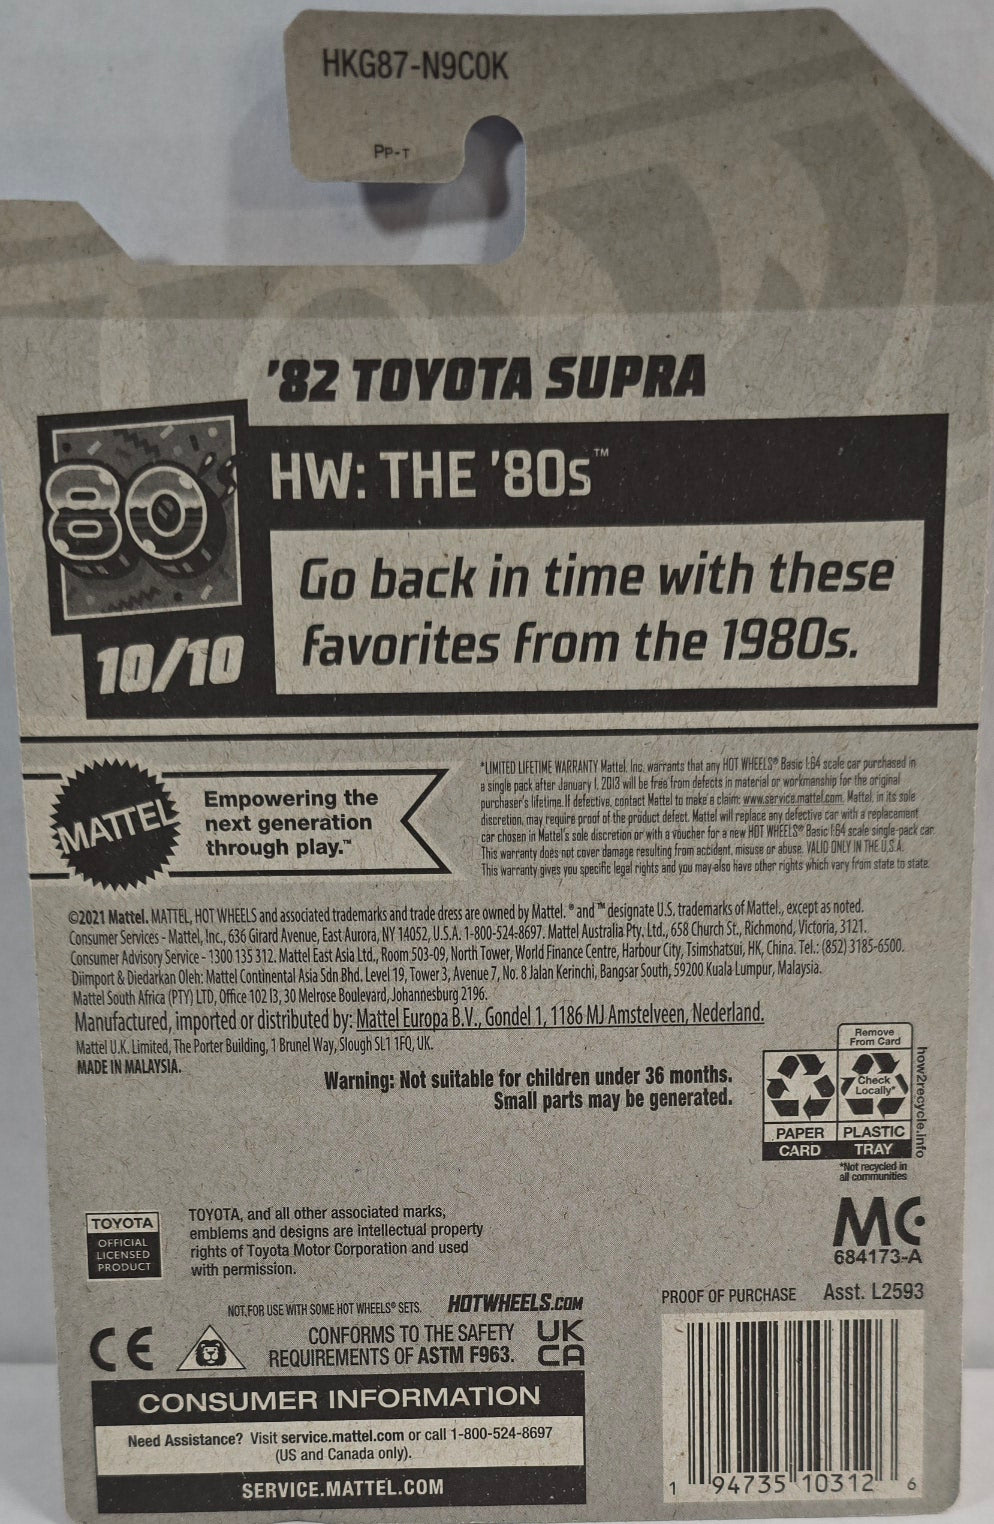 HKG87-N9C0K
PP-T
'82 TOYOTA SUPRA
80
HW: THE '80s™
Go back in time with these
favorites from the 1980s.
10/10
MATTEL
Empowering the
next generation
through play.™
*LIMITED LIFETIME WARRANTY Mattel, Inc. warrants that any HOT WHEELS® Basic 1:64 scale car purchased in
a single pack after January 1, 2013 will be free from defects in material or workmanship for the original
purchaser's lifetime. If defective, contact Mattel to make a claim: www.service.mattel.com. Mattel, in its sole
discretion, may require proof of the product defect. Mattel will replace any defective car with a replacement
car chosen in Mattel's sole discretion or with a voucher for a new HOT WHEELS® Basic 1:64 scale single-pack car.
This warranty does not cover damage resulting from accident, misuse or abuse. VALID ONLY IN THE U.S.A.
This warranty gives you specific legal rights and you may also have other rights which vary from state to state.
©2021 Mattel. MATTEL, HOT WHEELS and associated trademarks and trade dress are owned by Mattel. ® and ™ designate U.S. trademarks of Mattel., except as noted.
Consumer Services - Mattel, Inc., 636 Girard Avenue, East Aurora, NY 14052, U.S.A. 1-800-524-8697. Mattel Australia Pty. Ltd., 658 Church St., Richmond, Victoria, 3121.
Consumer Advisory Service - 1300 135 312. Mattel East Asia Ltd., Room 503-09, North Tower, World Finance Centre, Harbour City, Tsimshatsui, HK, China. Tel.: (852) 3185-6500.
Diimport & Diedarkan Oleh: Mattel Continental Asia Sdn Bhd. Level 19, Tower 3, Avenue 7, No. 8 Jalan Kerinchi, Bangsar South, 59200 Kuala Lumpur, Malaysia.
Mattel South Africa (PTY) LTD, Office 102 I3, 30 Melrose Boulevard, Johannesburg 2196.
Manufactured, imported or distributed by: Mattel Europa B.V., Gondel 1, 1186 MJ Amstelveen, Nederland.
Mattel U.K. Limited, The Porter Building, 1 Brunel Way, Slough SL1 1FQ, UK.
MADE IN MALAYSIA.
Warning: Not suitable for children under 36 months.
Small parts may be generated.
Remove
From Card
Check
Locally*
PAPER
CARD
PLASTIC
TRAY
how2recycle.info
*Not recycled in
all communities
TOYOTA
OFFICIAL
LICENSED
PRODUCT
TOYOTA, and all other associated marks,
emblems and designs are intellectual property
rights of Toyota Motor Corporation and used
with permission.
MC
684173-A
NOT FOR USE WITH SOME HOT WHEELS® SETS.
HOTWHEELS.COM
PROOF OF PURCHASE
Asst. L2593
CE
CONFORMS TO THE SAFETY
REQUIREMENTS OF ASTM F963.
UK
CA
CONSUMER INFORMATION
Need Assistance? Visit service.mattel.com or call 1-800-524-8697
(US and Canada only).
SERVICE.MATTEL.COM
1 94735 10312 6